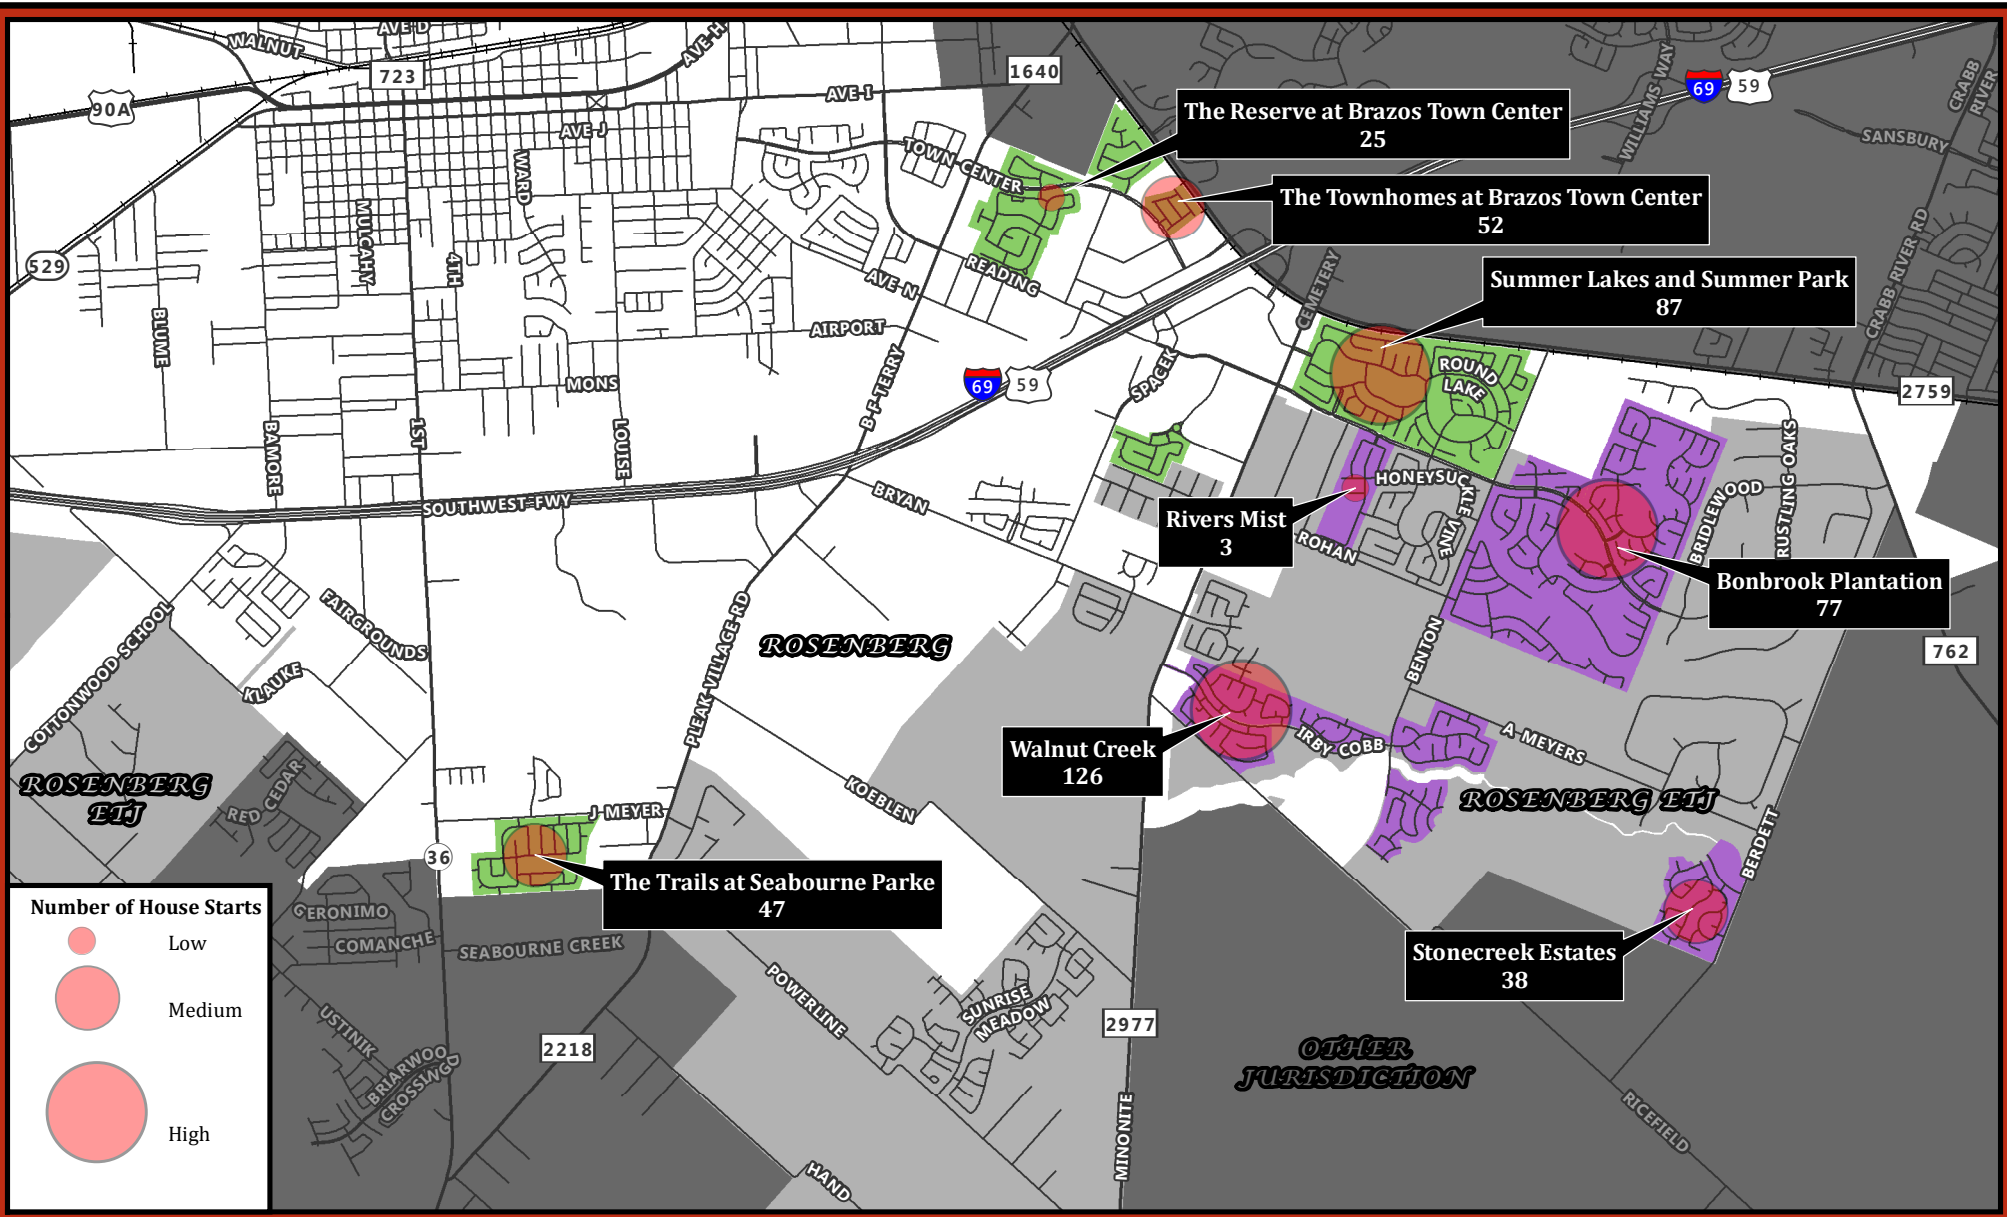 WALNUT
AVE D
AVE H
723
90A
AVE I
AVE J
1640
WILLIAMS WAY
69
59
CRABB RIVER
SANSBURY
The Reserve at Brazos Town Center
25
TOWN CENTER
WARD
MULCAHY
The Townhomes at Brazos Town Center
52
529
4TH
READING
AVE N
CEMETERY
CRABB RIVER RD
Summer Lakes and Summer Park
87
BLUME
AIRPORT
MONS
B F TERRY
69
59
SPACEK
ROUND LAKE
2759
BAMORE
1ST
LOUISE
SOUTHWEST FWY
BRYAN
HONEYSUCKLE VINE
Rivers Mist
3
ROHAN
BRIDLEWOOD
RUSTLING OAKS
Bonbrook Plantation
77
COTTONWOOD SCHOOL
FAIRGROUNDS
KLAUKE
PLEAK VILLAGE RD
ROSENBERG
BENTON
762
Walnut Creek
126
IRBY COBB
A MEYERS
ROSENBERG
ETJ
RED CEDAR
J MEYER
KOEBLEN
ROSENBERG ETJ
BERDETT
36
The Trails at Seabourne Parke
47
GERONIMO
COMANCHE
SEABOURNE CREEK
Stonecreek Estates
38
Number of House Starts
Low
Medium
High
USTINIK
BRIARWOOD
CROSSING
2218
POWERLINE
SUNRISE
MEADOW
2977
OTHER
JURISDICTION
MINONITE
RICEFIELD
HAND